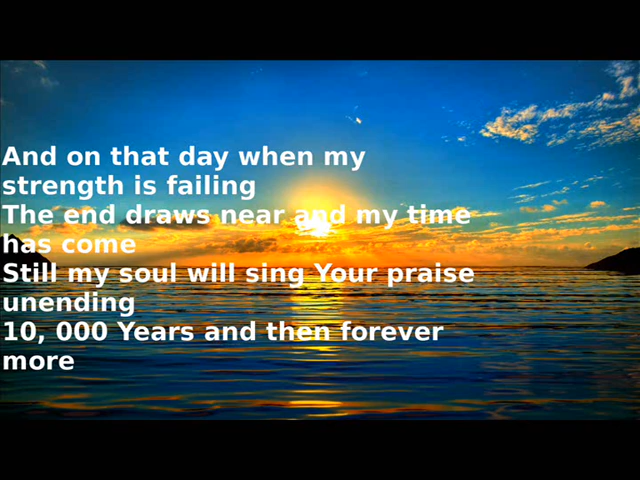 And on that day when my
strength is failing
The end draws near and my time
has come
Still my soul will sing Your praise
unending
10, 000 Years and then forever
more